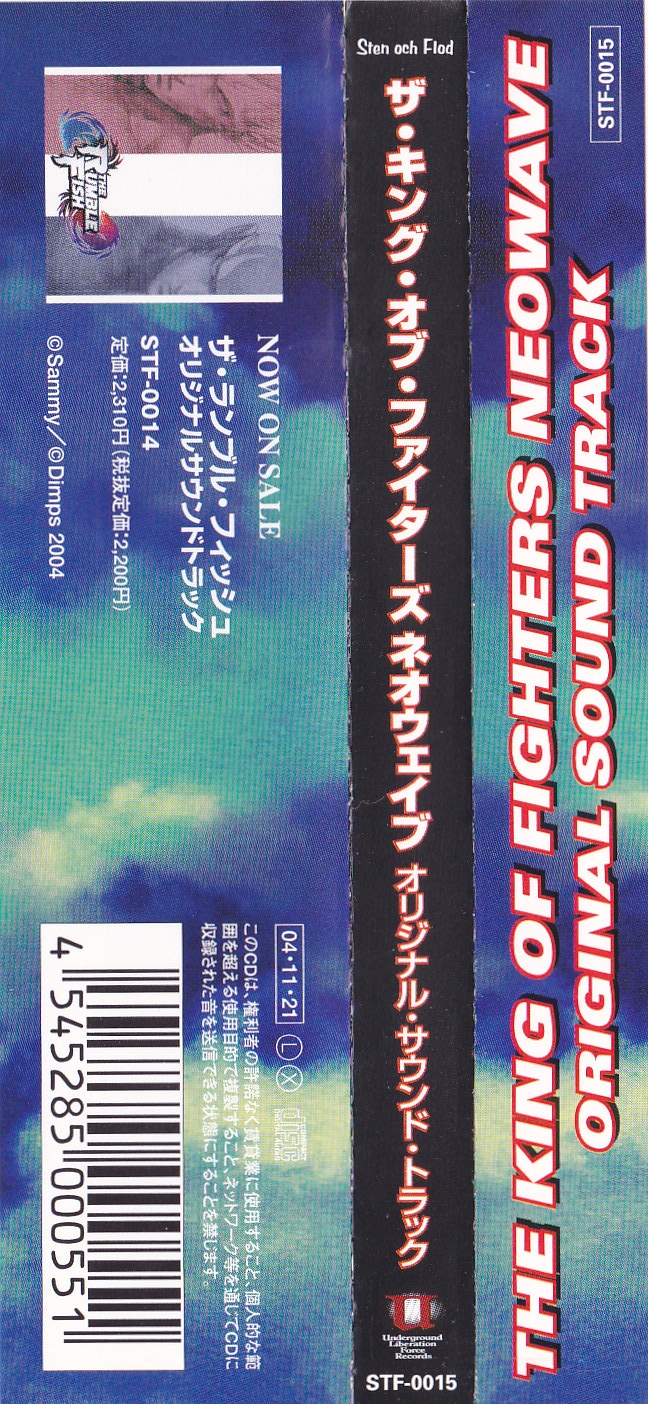 STF-0015
THE KING OF FIGHTERS NEOWAVE
ORIGINAL SOUND TRACK
Sten och Flod
ザ・キング・オブ・ファイターズ ネオウエイブ オリジナル・サウンド・トラック
Underground
Liberation
Force
Records
STF-0015
THE
RUMBLE
FISH
NOW ON SALE
ザ・ランブル・フィッシュ
オリジナルサウンドトラック
STF-0014
定価:2,310円(税抜定価:2,200円)
©Sammy/©Dimps 2004
04・11・21 L X COMPACT disc DIGITAL AUDIO
このCDは、権利者の許諾なく賃貸業に使用すること、個人的な範
囲を超える使用目的で複製すること、ネットワーク等を通じてCDに
収録された音を送信できる状態にすることを禁じます。
4 545285 000551